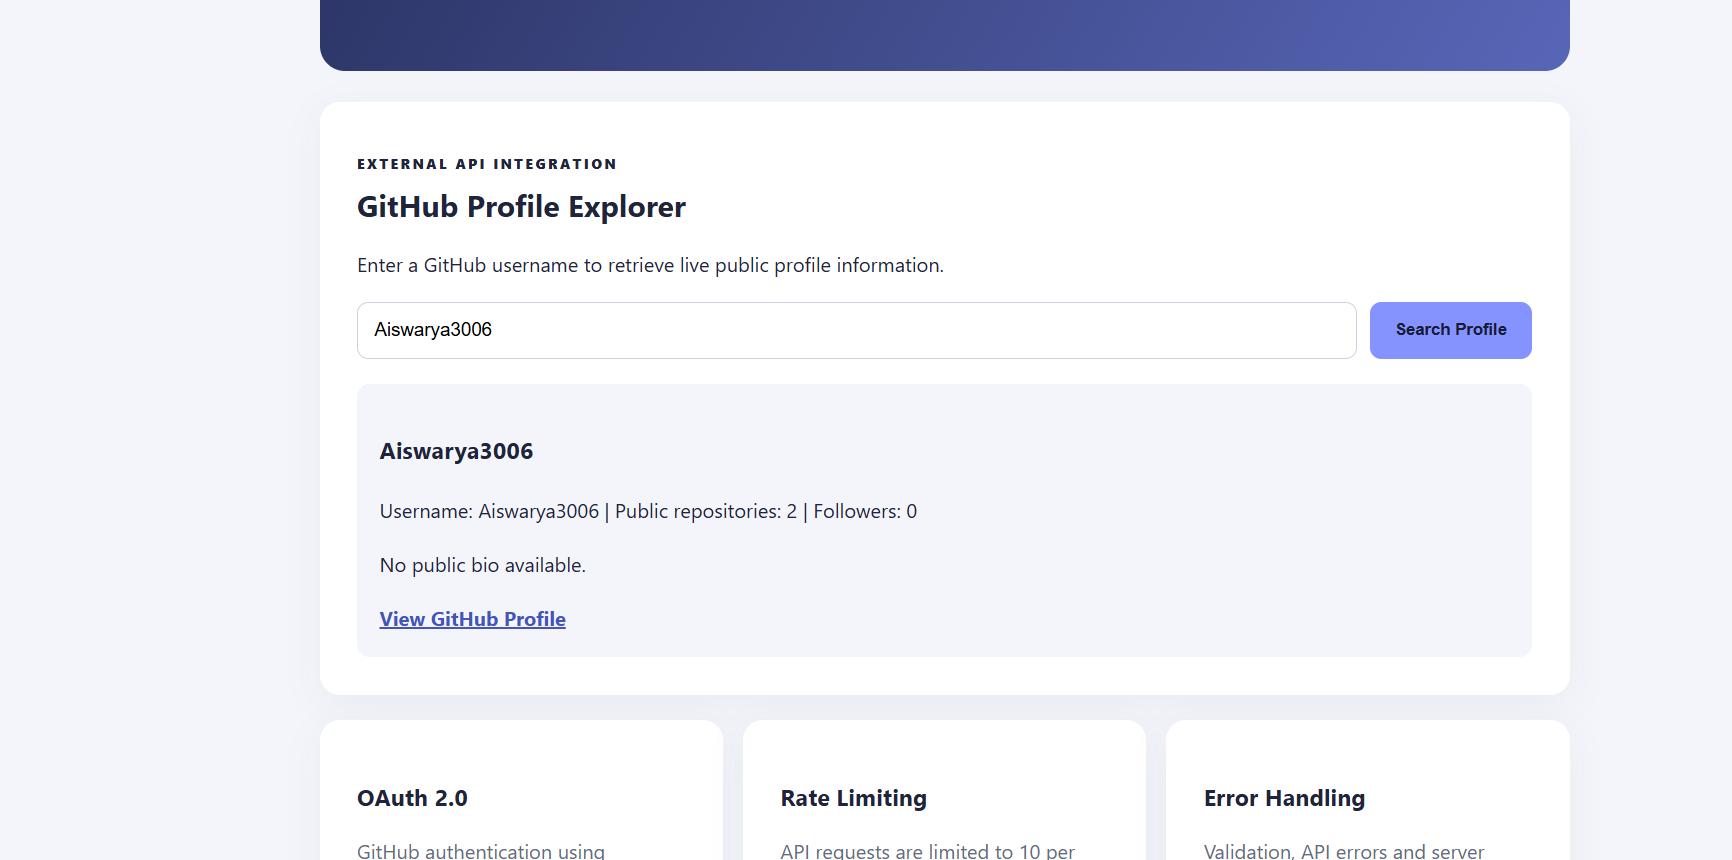 EXTERNAL API INTEGRATION
GitHub Profile Explorer
Enter a GitHub username to retrieve live public profile information.
Aiswarya3006
Search Profile
Aiswarya3006
Username: Aiswarya3006 | Public repositories: 2 | Followers: 0
No public bio available.
View GitHub Profile
OAuth 2.0
Rate Limiting
Error Handling
GitHub authentication using
API requests are limited to 10 per
Validation, API errors and server